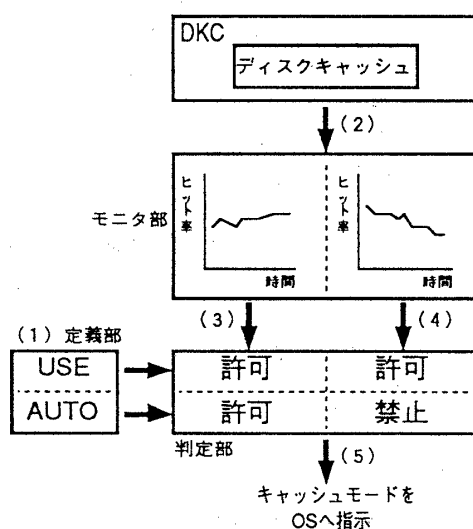 DKC
ディスクキャッシュ
(2)
モニタ部
ヒット率
時間
ヒット率
時間
(3)
(4)
(1) 定義部
USE
許可
許可
AUTO
許可
禁止
判定部
(5)
キャッシュモードを
OSへ指示